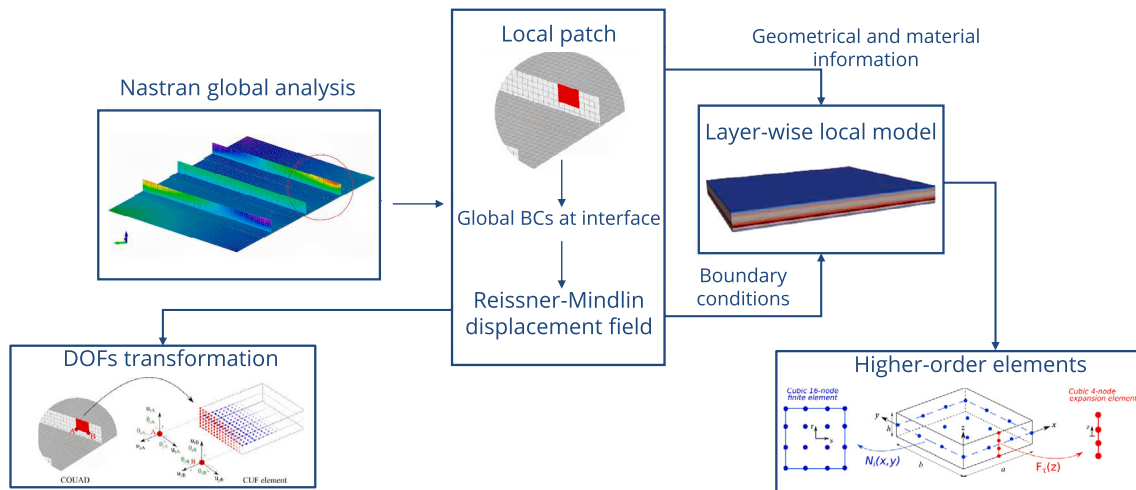 Nastran global analysis
Local patch
Global BCs at interface
Reissner-Mindlin
displacement field
Geometrical and material
information
Layer-wise local model
Boundary
conditions
DOFs transformation
A
B
A
B
COUAD
CUF element
Higher-order elements
Cubic 16-node
finite element
r
s
Nᵢ(x,y)
y
h
z
x
b
a
Cubic 4-node
expansion element
z
F_τ(z)